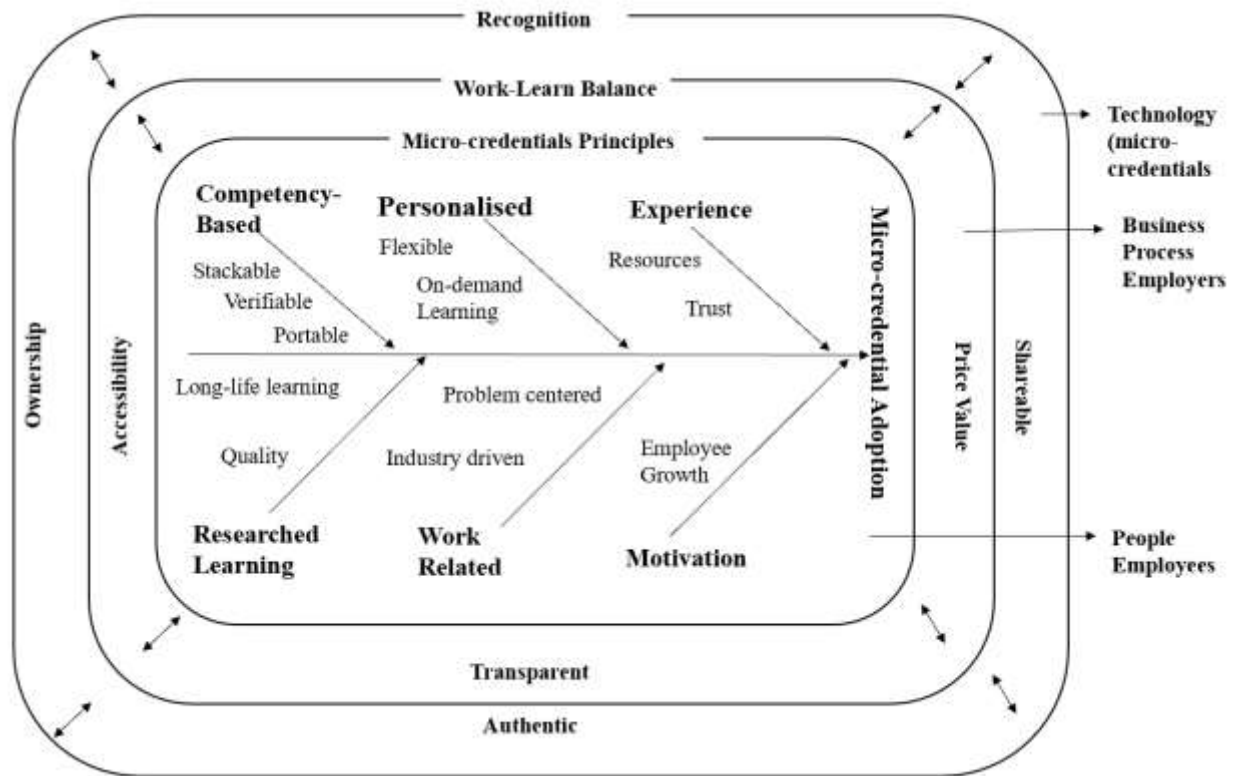 Recognition
Work-Learn Balance
Micro-credentials Principles
Technology
(micro-
credentials
Competency-
Based
Personalised
Experience
Flexible
Resources
Stackable
Verifiable
Portable
On-demand
Learning
Trust
Business
Process
Employers
Ownership
Accessibility
Micro-credential Adoption
Price Value
Shareable
Long-life learning
Problem centered
Quality
Industry driven
Employee
Growth
Researched
Learning
Work
Related
Motivation
People
Employees
Transparent
Authentic